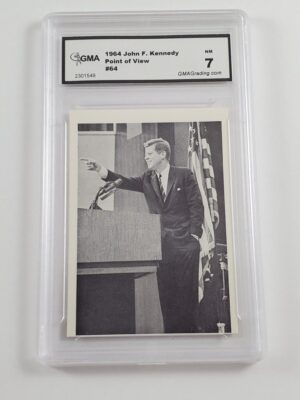 GMA
2301548
1964 John F. Kennedy
Point of View
#64
NM
7
GMAGrading.com